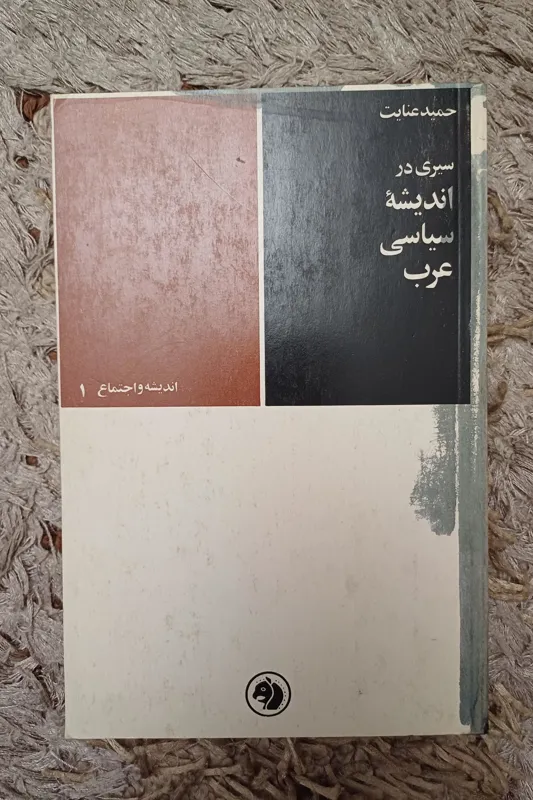 حمید عنایت
سیری در
اندیشهٔ
سیاسی
عرب
اندیشه و اجتماع ۱